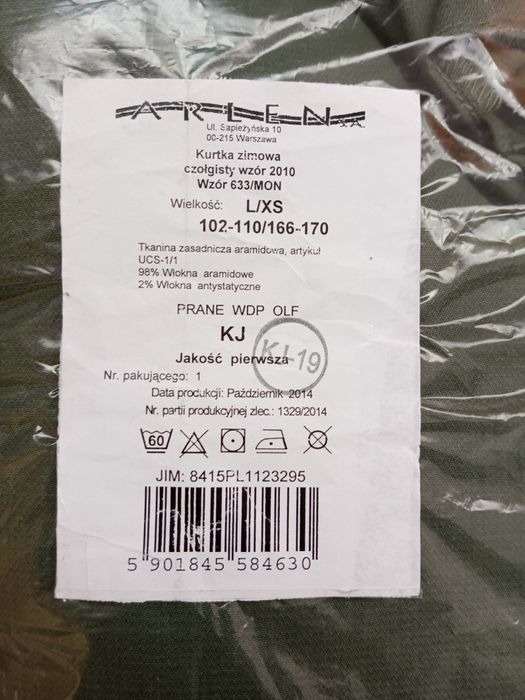 ARLEN S.A.
Ul. Sapieżyńska 10
00-215 Warszawa
Kurtka zimowa
czołgisty wzór 2010
Wzór 633/MON
Wielkość: L/XS
102-110/166-170
Tkanina zasadnicza aramidowa, artykuł
UCS-1/1
98% Włokna aramidowe
2% Włokna antystatyczne
PRANE WDP OLF
KJ
KJ-19
Jakość pierwsza
Nr. pakującego: 1
Data produkcji: Październik 2014
Nr. partii produkcyjnej zlec.: 1329/2014
60
JIM: 8415PL1123295
5 901845 584630